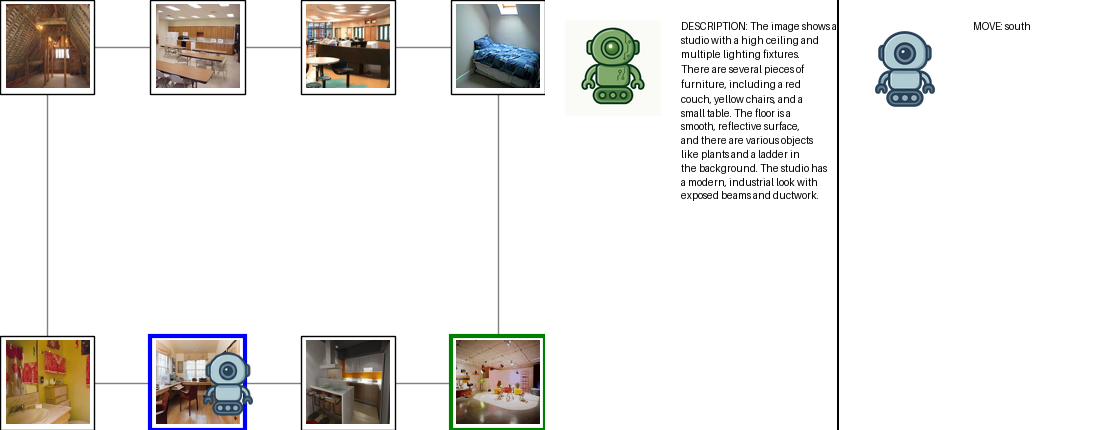 DESCRIPTION: The image shows a
studio with a high ceiling and
multiple lighting fixtures.
There are several pieces of
furniture, including a red
couch, yellow chairs, and a
small table. The floor is a
smooth, reflective surface,
and there are various objects
like plants and a ladder in
the background. The studio has
a modern, industrial look with
exposed beams and ductwork.
MOVE: south